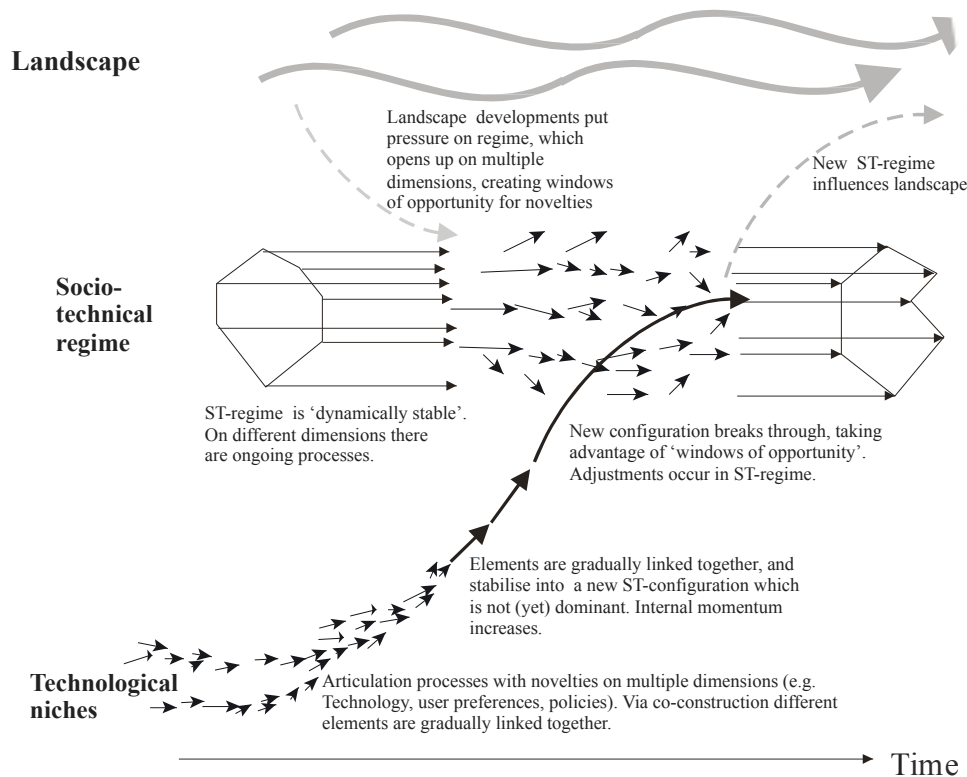 Landscape
Landscape developments put
pressure on regime, which
opens up on multiple
dimensions, creating windows
of opportunity for novelties
New ST-regime
influences landscape
Socio-
technical
regime
ST-regime is ‘dynamically stable’.
On different dimensions there
are ongoing processes.
New configuration breaks through, taking
advantage of ‘windows of opportunity’.
Adjustments occur in ST-regime.
Elements are gradually linked together, and
stabilise into a new ST-configuration which
is not (yet) dominant. Internal momentum
increases.
Technological
niches
Articulation processes with novelties on multiple dimensions (e.g.
Technology, user preferences, policies). Via co-construction different
elements are gradually linked together.
Time